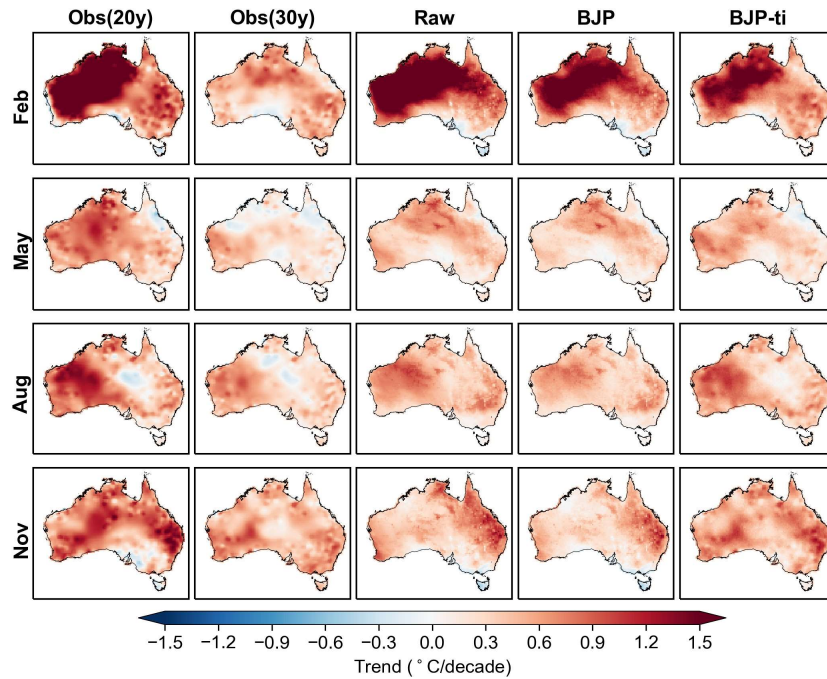 Obs(20y) Obs(30y) Raw BJP BJP-ti
Feb
May
Aug
Nov
−1.5 −1.2 −0.9 −0.6 −0.3 0.0 0.3 0.6 0.9 1.2 1.5
Trend (°C/decade)